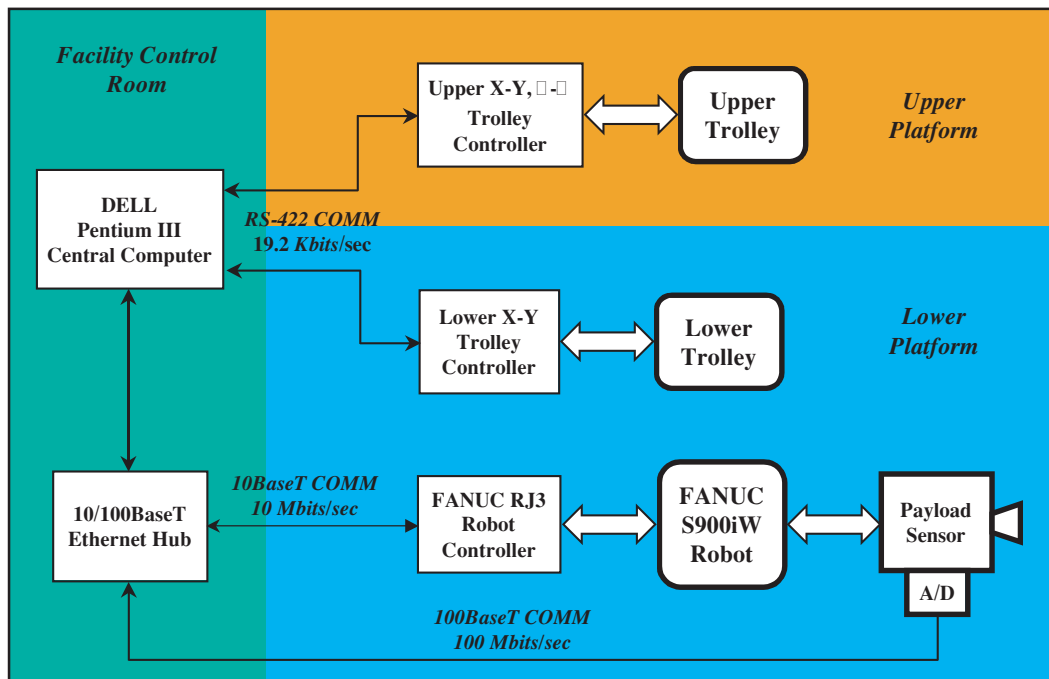 Facility Control
Room
Upper X-Y, □-□
Trolley
Controller
Upper
Trolley
Upper
Platform
DELL
Pentium III
Central Computer
RS-422 COMM
19.2 Kbits/sec
Lower X-Y
Trolley
Controller
Lower
Trolley
Lower
Platform
10/100BaseT
Ethernet Hub
10BaseT COMM
10 Mbits/sec
FANUC RJ3
Robot
Controller
FANUC
S900iW
Robot
Payload
Sensor
A/D
100BaseT COMM
100 Mbits/sec